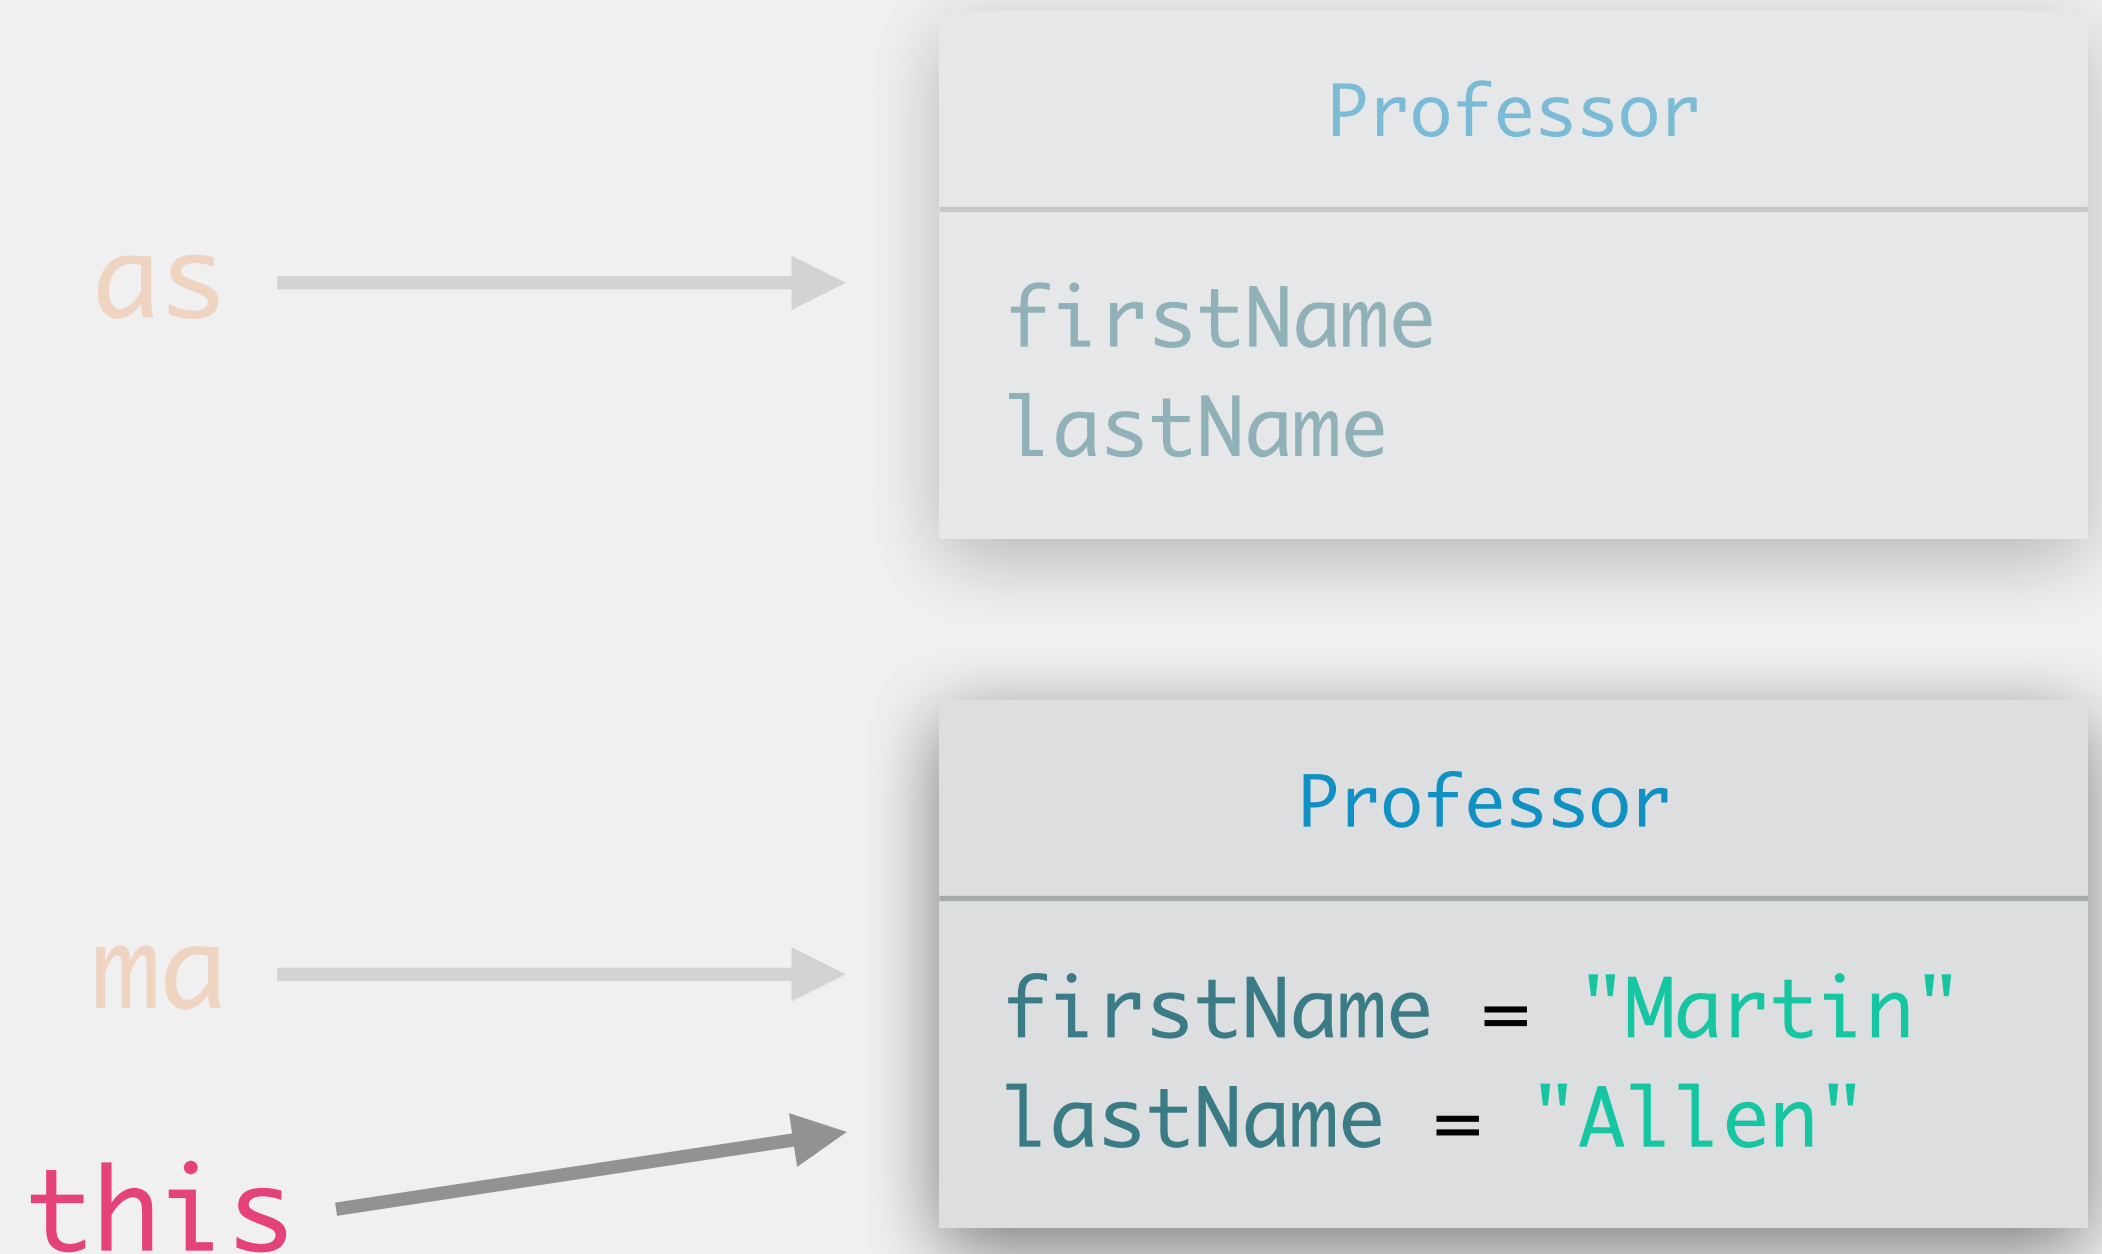 Professor
as
firstName
lastName
Professor
ma
firstName = "Martin"
lastName = "Allen"
this